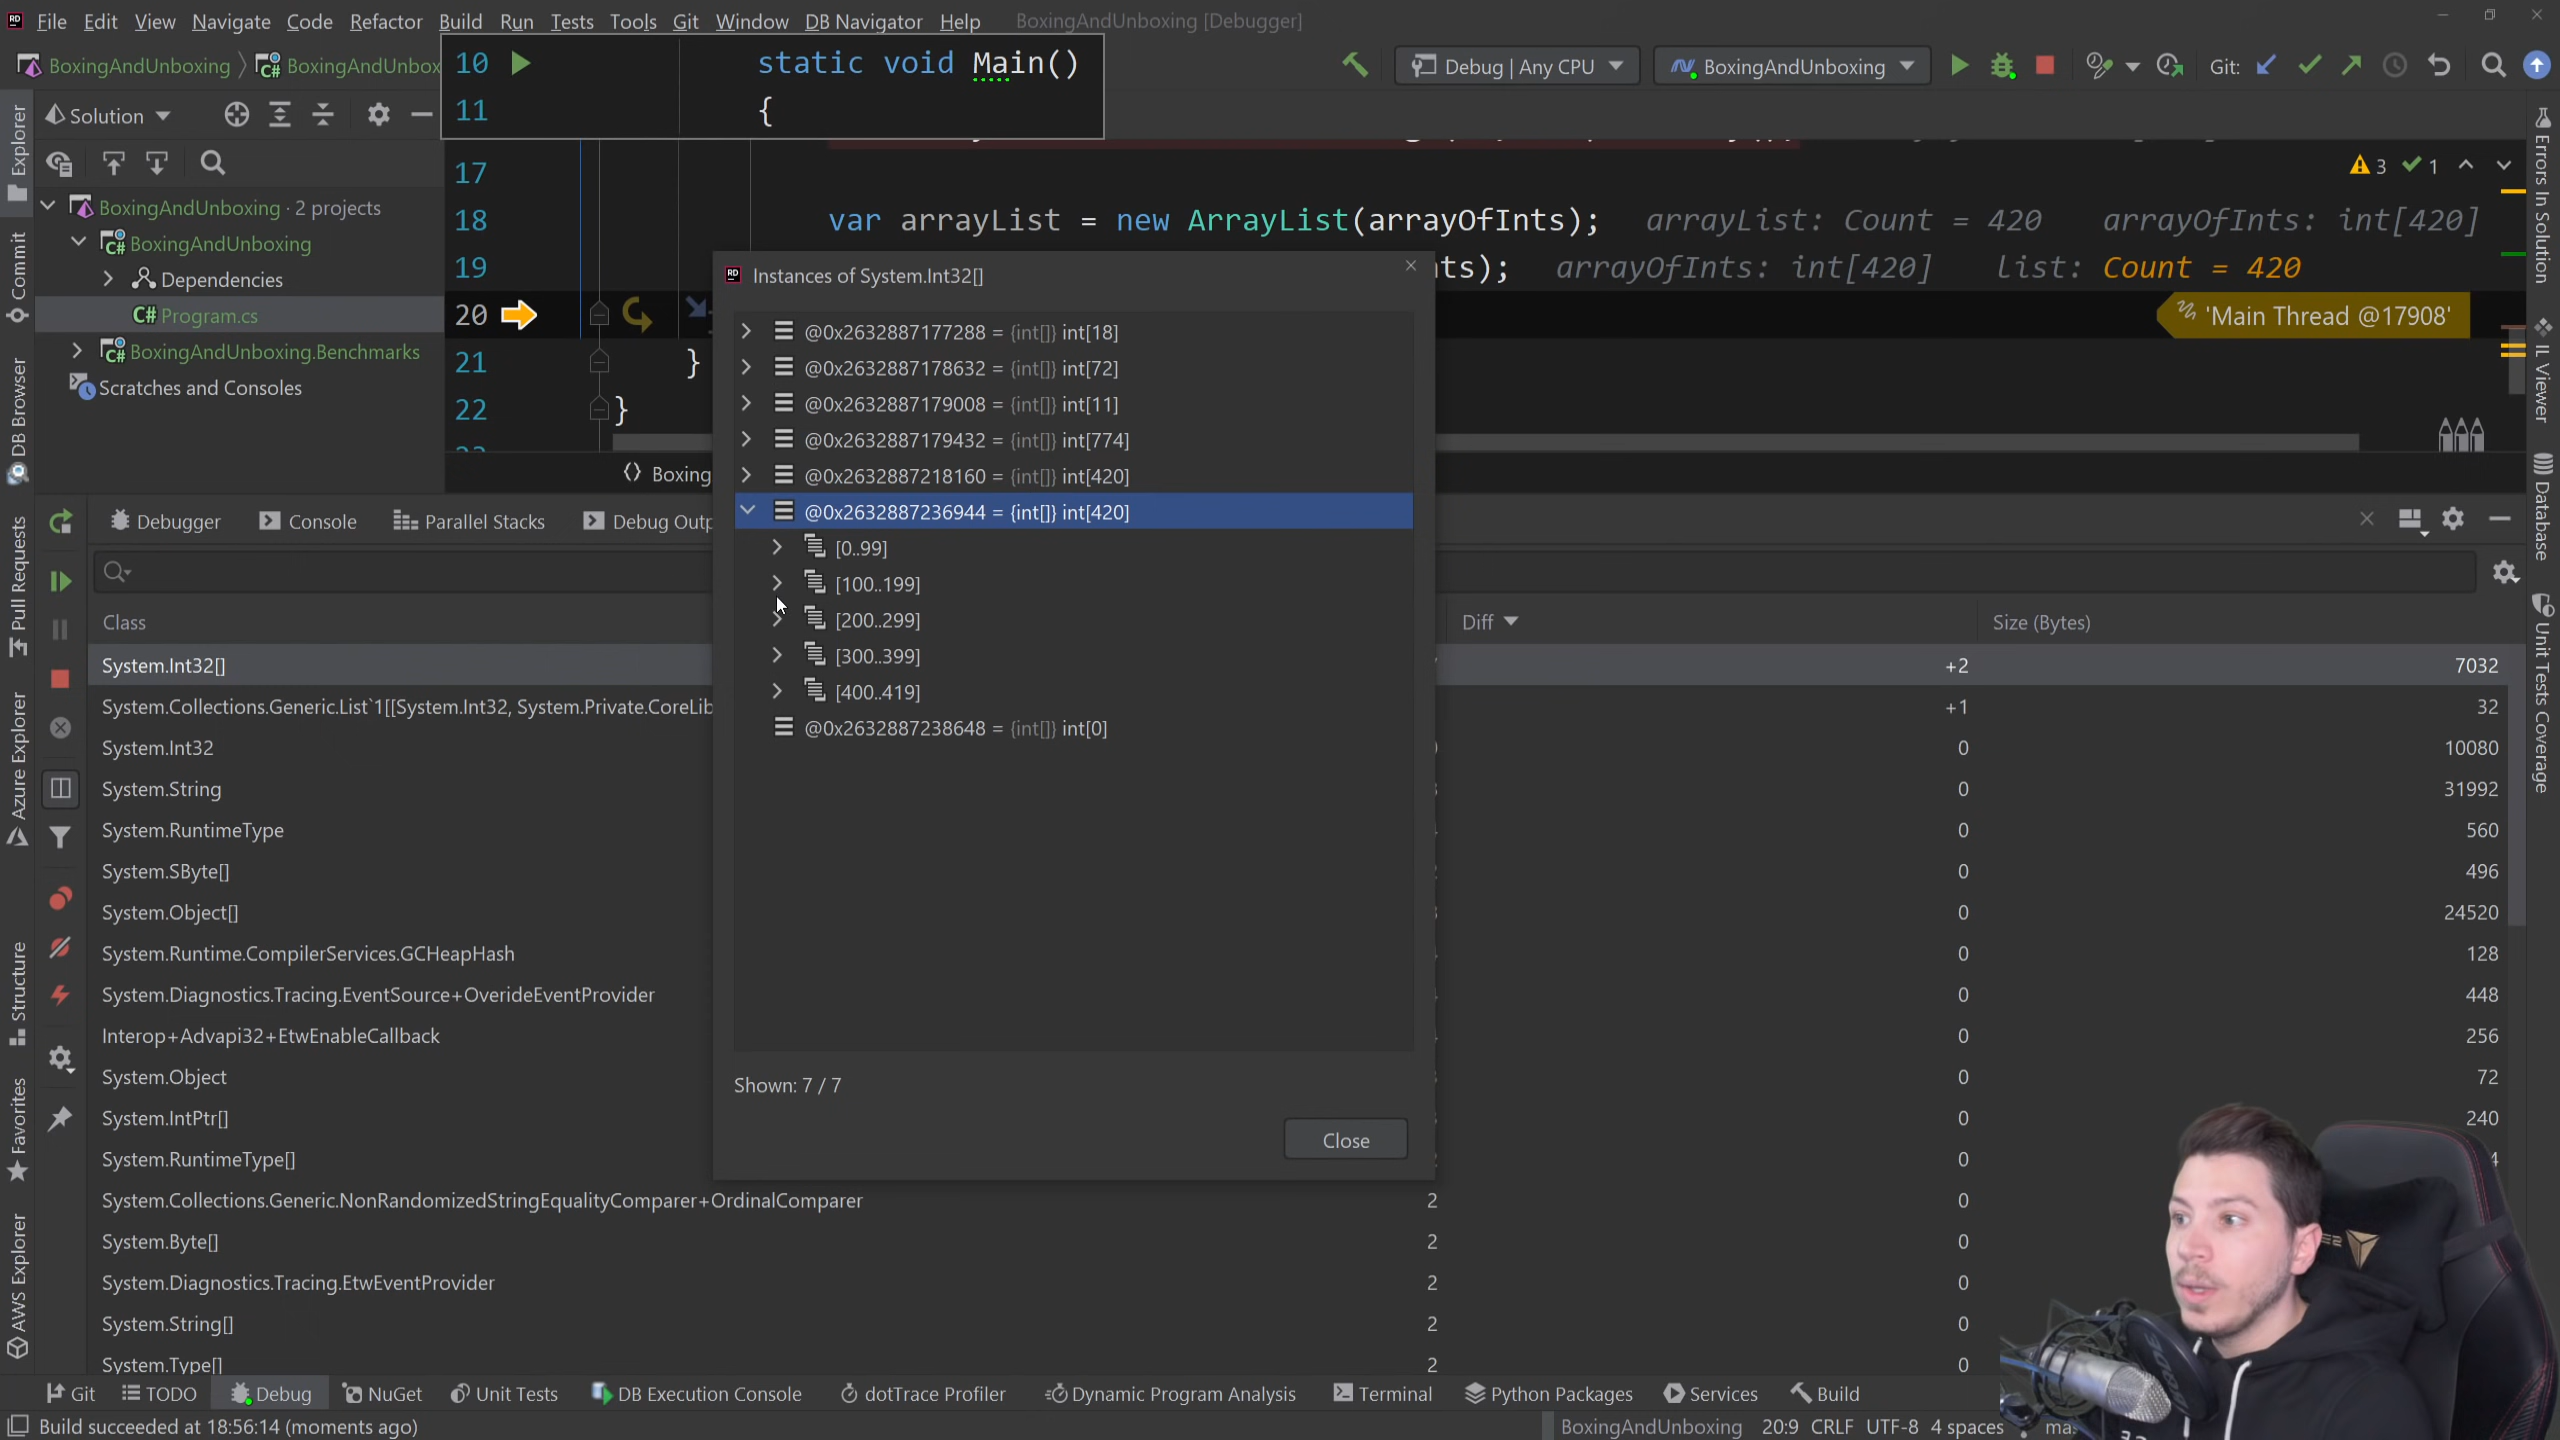 File Edit View Navigate Code Refactor Build Run Tests Tools Git Window DB Navigator Help BoxingAndUnboxing [Debugger]
BoxingAndUnboxing BoxingAndUnbox
Debug | Any CPU BoxingAndUnboxing Git:
10 static void Main()
11 {
Solution
BoxingAndUnboxing · 2 projects
BoxingAndUnboxing
Dependencies
Program.cs
BoxingAndUnboxing.Benchmarks
Scratches and Consoles
3 1
17
18 var arrayList = new ArrayList(arrayOfInts); arrayList: Count = 420 arrayOfInts: int[420]
19 ts); arrayOfInts: int[420] list: Count = 420
20 'Main Thread @17908'
21 }
22 }
Boxing
Instances of System.Int32[]
@0x2632887177288 = {int[]} int[18]
@0x2632887178632 = {int[]} int[72]
@0x2632887179008 = {int[]} int[11]
@0x2632887179432 = {int[]} int[774]
@0x2632887218160 = {int[]} int[420]
@0x2632887236944 = {int[]} int[420]
[0..99]
[100..199]
[200..299]
[300..399]
[400..419]
@0x2632887238648 = {int[]} int[0]
Shown: 7 / 7
Close
Debugger Console Parallel Stacks Debug Outp
Class Diff Size (Bytes)
System.Int32[] +2 7032
System.Collections.Generic.List`1[[System.Int32, System.Private.CoreLib +1 32
System.Int32 0 10080
System.String 0 31992
System.RuntimeType 0 560
System.SByte[] 0 496
System.Object[] 0 24520
System.Runtime.CompilerServices.GCHeapHash 0 128
System.Diagnostics.Tracing.EventSource+OverideEventProvider 0 448
Interop+Advapi32+EtwEnableCallback 0 256
System.Object 0 72
System.IntPtr[] 0 240
System.RuntimeType[] 0 4
System.Collections.Generic.NonRandomizedStringEqualityComparer+OrdinalComparer 2 0
System.Byte[] 2 0
System.Diagnostics.Tracing.EtwEventProvider 2 0
System.String[] 2 0
System.Type[] 2 0
Explorer
Commit
DB Browser
Pull Requests
Azure Explorer
Structure
Favorites
AWS Explorer
Errors In Solution
IL Viewer
Database
Unit Tests Coverage
Git TODO Debug NuGet Unit Tests DB Execution Console dotTrace Profiler Dynamic Program Analysis Terminal Python Packages Services Build
Build succeeded at 18:56:14 (moments ago) BoxingAndUnboxing 20:9 CRLF UTF-8 4 spaces